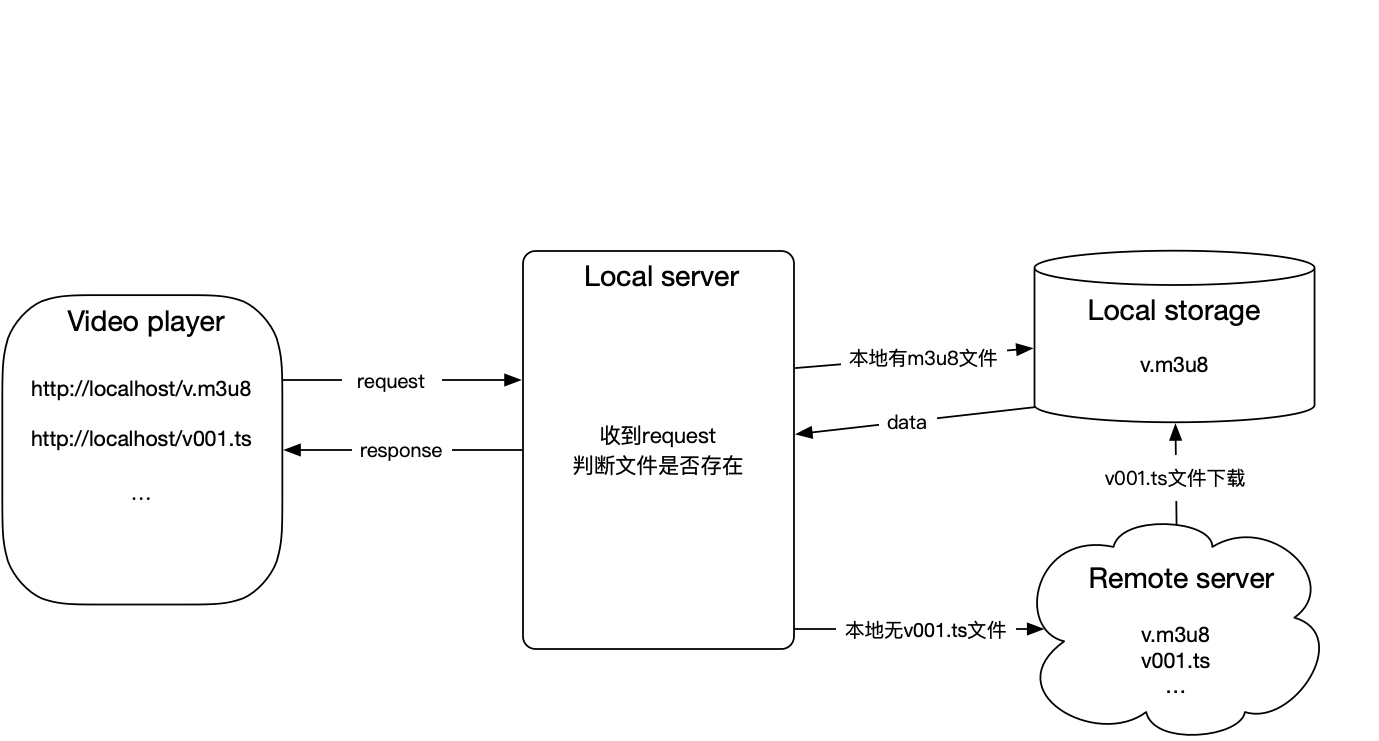 Video player
http://localhost/v.m3u8
http://localhost/v001.ts
...
request
response
Local server
收到request
判断文件是否存在
本地有m3u8文件
data
本地无v001.ts文件
Local storage
v.m3u8
v001.ts文件下载
Remote server
v.m3u8
v001.ts
...